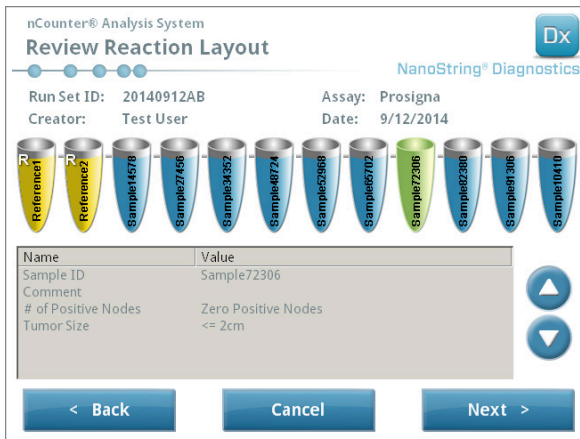 nCounter® Analysis System
Dx
Review Reaction Layout
NanoString® Diagnostics
Run Set ID: 20140912AB Assay: Prosigna
Creator: Test User Date: 9/12/2014
R R
Reference1
Reference2
Sample14578
Sample27456
Sample34352
Sample48724
Sample52968
Sample65702
Sample72306
Sample82380
Sample91306
Sample10410
Name Value
Sample ID Sample72306
Comment
# of Positive Nodes Zero Positive Nodes
Tumor Size <= 2cm
< Back Cancel Next >